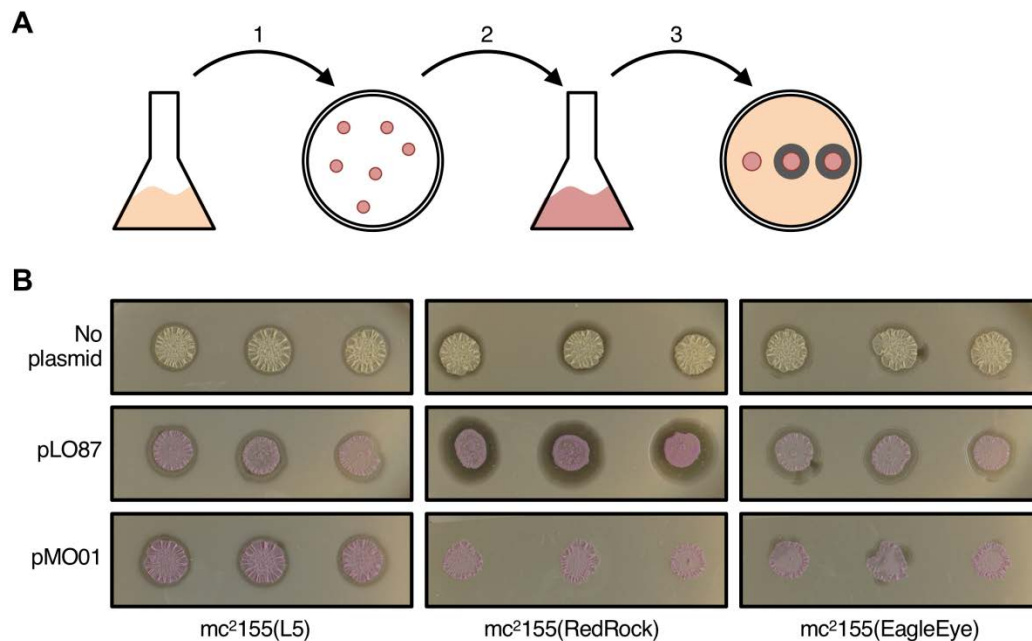 A
1
2
3
B
No
plasmid
pLO87
pMO01
mc²155(L5)
mc²155(RedRock)
mc²155(EagleEye)